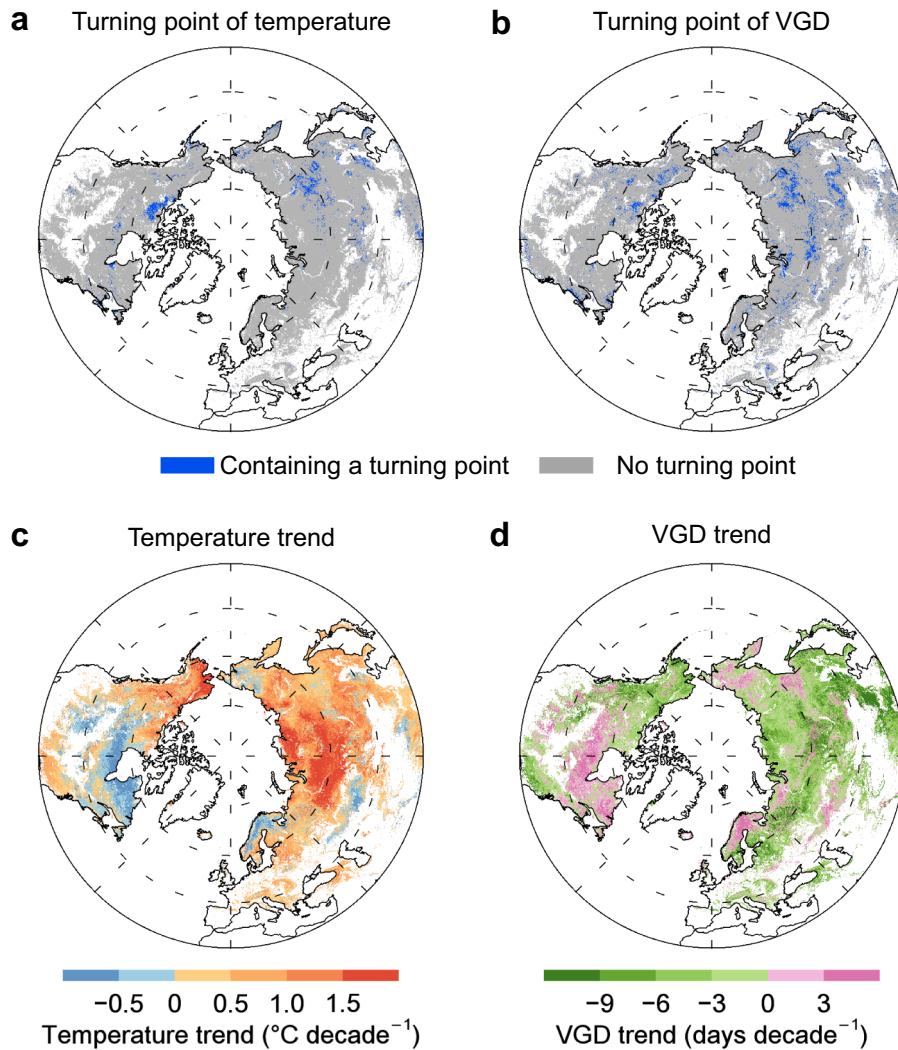 a Turning point of temperature
b Turning point of VGD
Containing a turning point
No turning point
c Temperature trend
d VGD trend
−0.5 0 0.5 1.0 1.5
Temperature trend (°C decade⁻¹)
−9 −6 −3 0 3
VGD trend (days decade⁻¹)